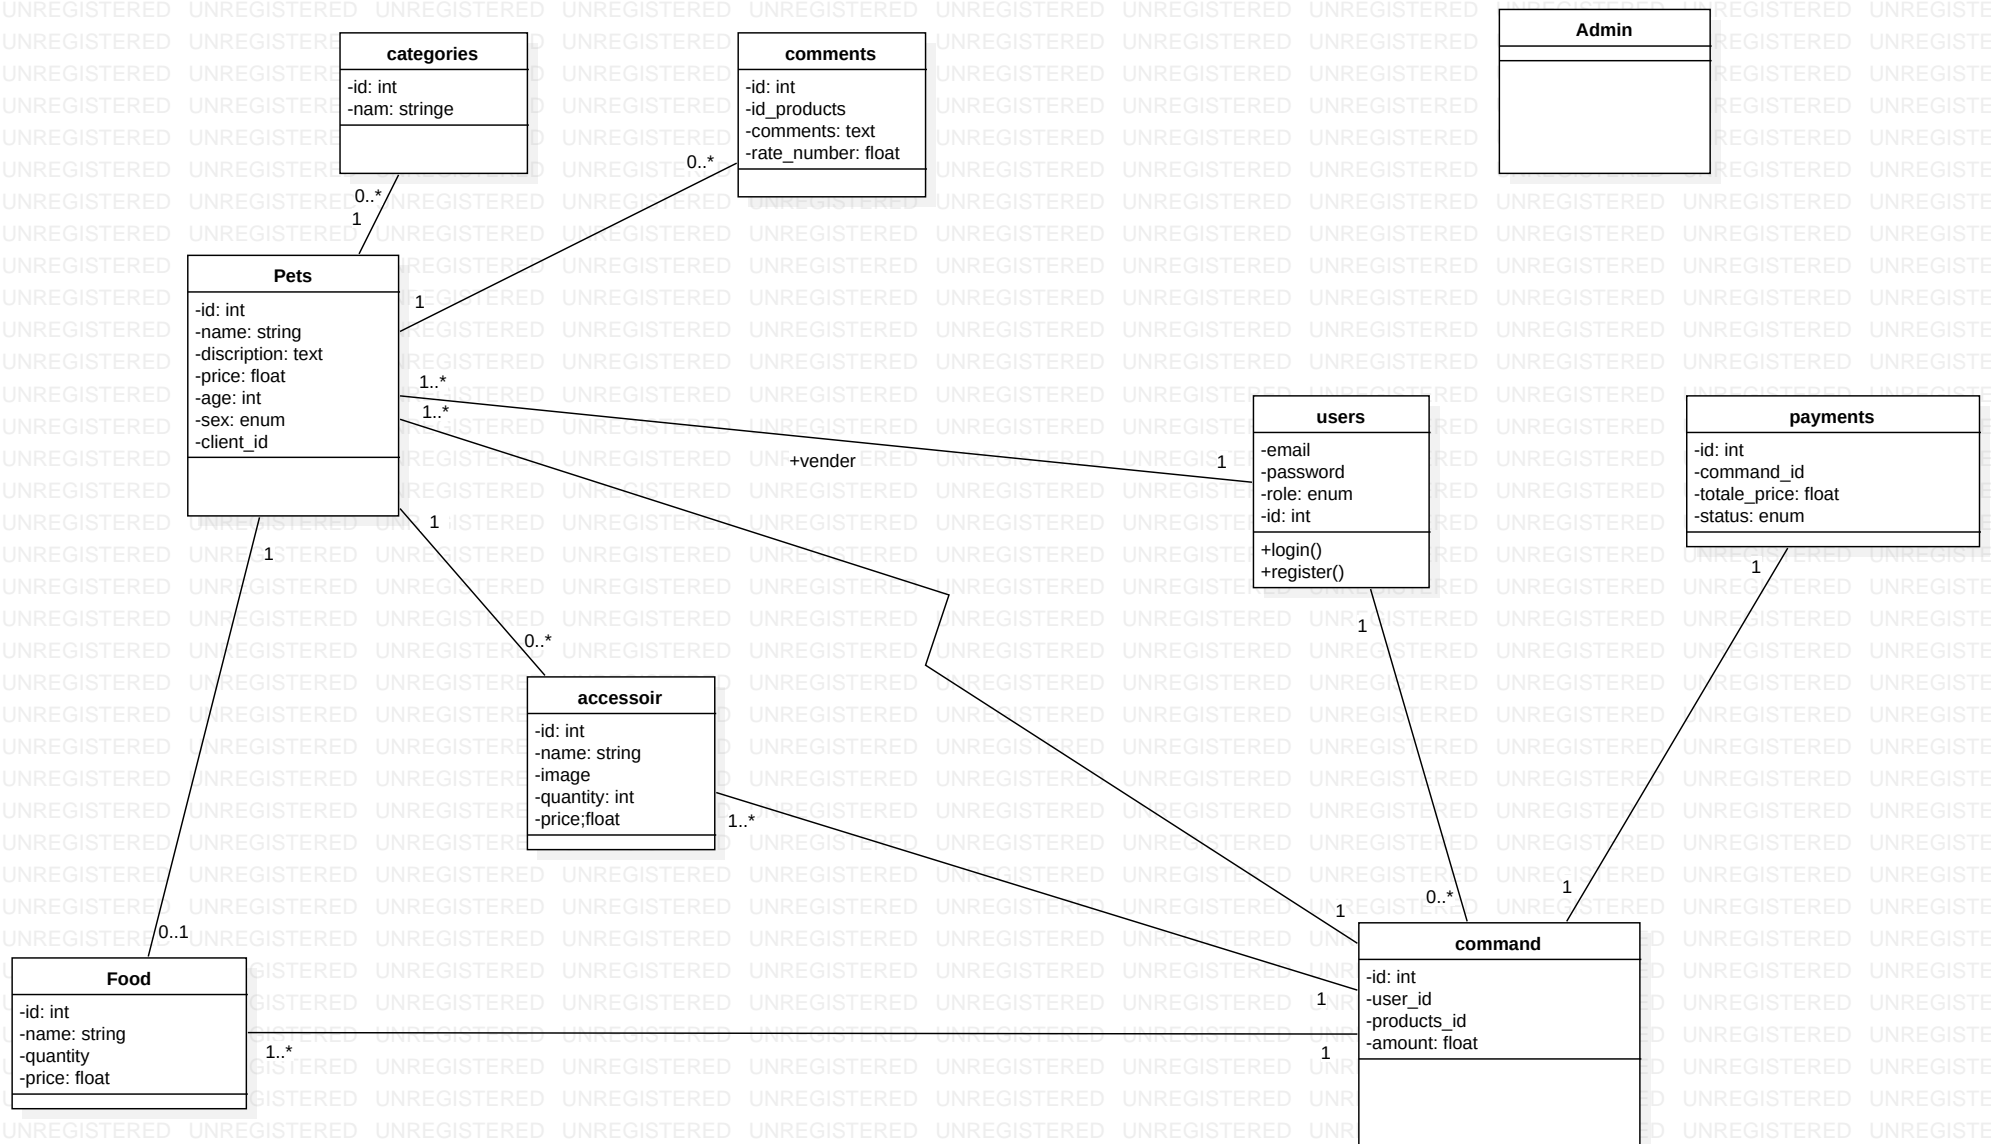 categories
-id: int
-nam: stringe
0..*
1
comments
-id: int
-id_products
-comments: text
-rate_number: float
0..*
Admin
Pets
-id: int
-name: string
-discription: text
-price: float
-age: int
-sex: enum
-client_id
1
1..*
1..*
+vender
1
1
1
0..*
users
-email
-password
-role: enum
-id: int
+login()
+register()
1
payments
-id: int
-command_id
-totale_price: float
-status: enum
1
accessoir
-id: int
-name: string
-image
-quantity: int
-price;float
1..*
0..1
Food
-id: int
-name: string
-quantity
-price: float
1..*
1
0..*
1
1
1
command
-id: int
-user_id
-products_id
-amount: float
UNREGISTERED